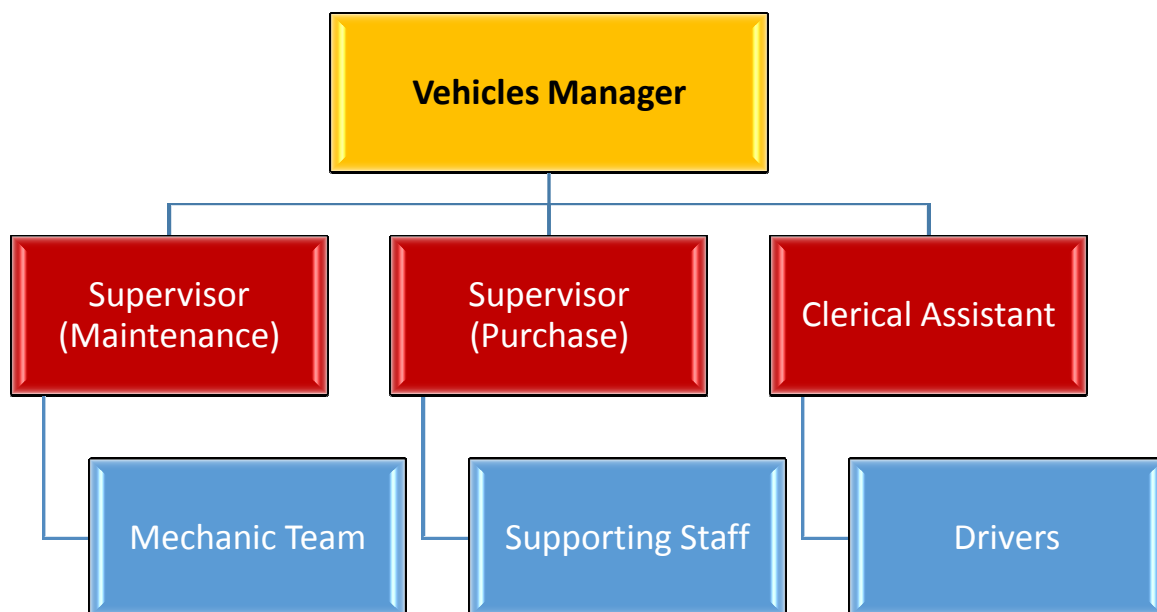 Vehicles Manager
Supervisor
(Maintenance)
Supervisor
(Purchase)
Clerical Assistant
Mechanic Team
Supporting Staff
Drivers